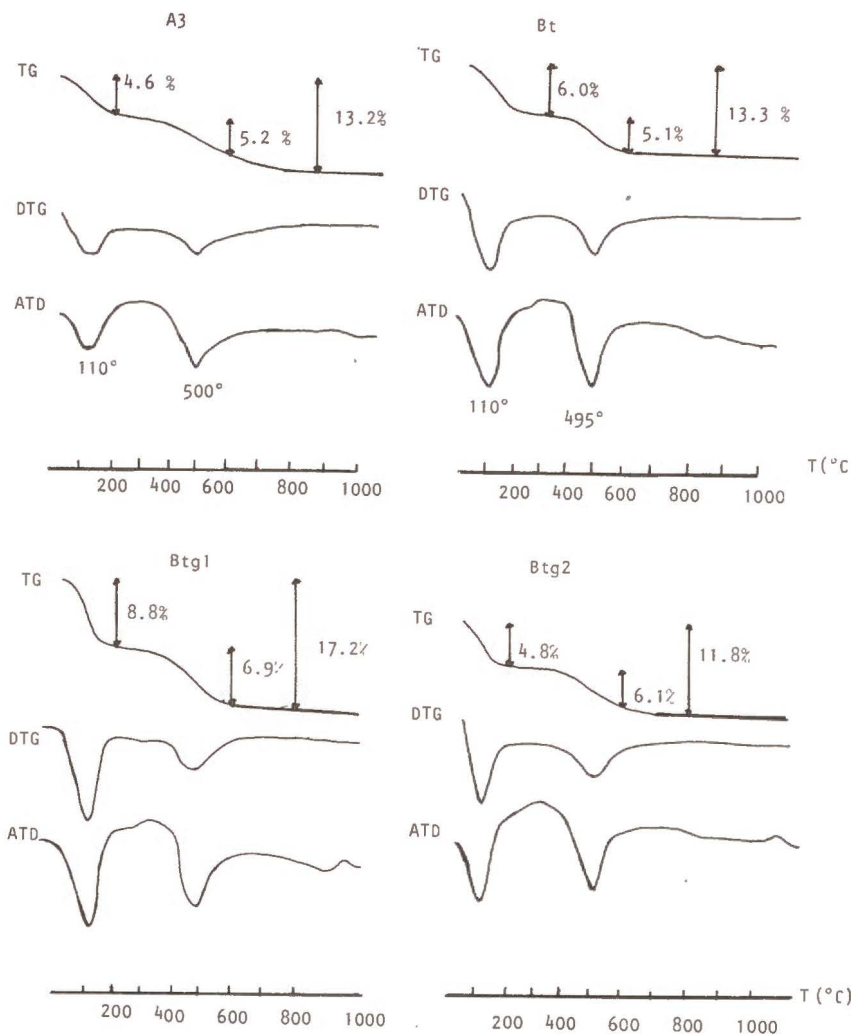 A3
TG
4.6 %
5.2 %
13.2%
DTG
ATD
110°
500°
200 400 600 800 1000
Bt
TG
6.0%
5.1%
13.3 %
DTG
ATD
110°
495°
200 400 600 800 1000
T(°C
Btg1
TG
8.8%
6.9%
17.2%
DTG
ATD
200 400 600 800 1000
Btg2
TG
4.8%
6.1%
11.8%
DTG
ATD
200 400 600 800 1000
T (°C)